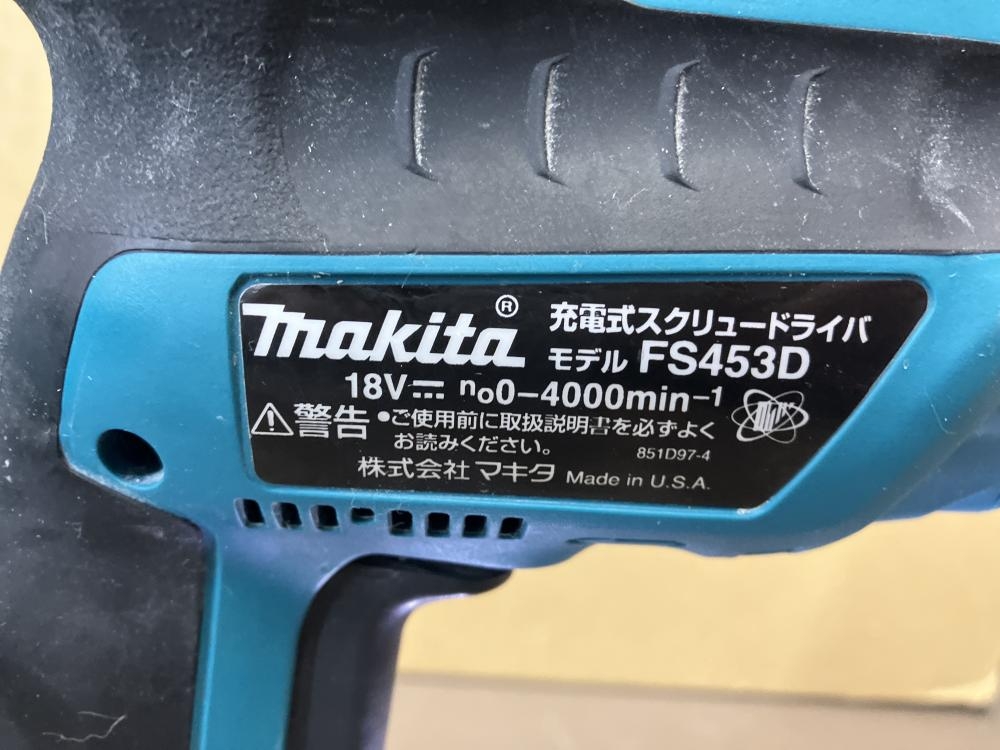 makita®
充電式スクリュードライバ
モデル FS453D
18V⎓ n₀0-4000min⁻¹
⚠警告 •ご使用前に取扱説明書を必ずよく
お読みください。
851D97-4
株式会社 マキタ Made in U.S.A.